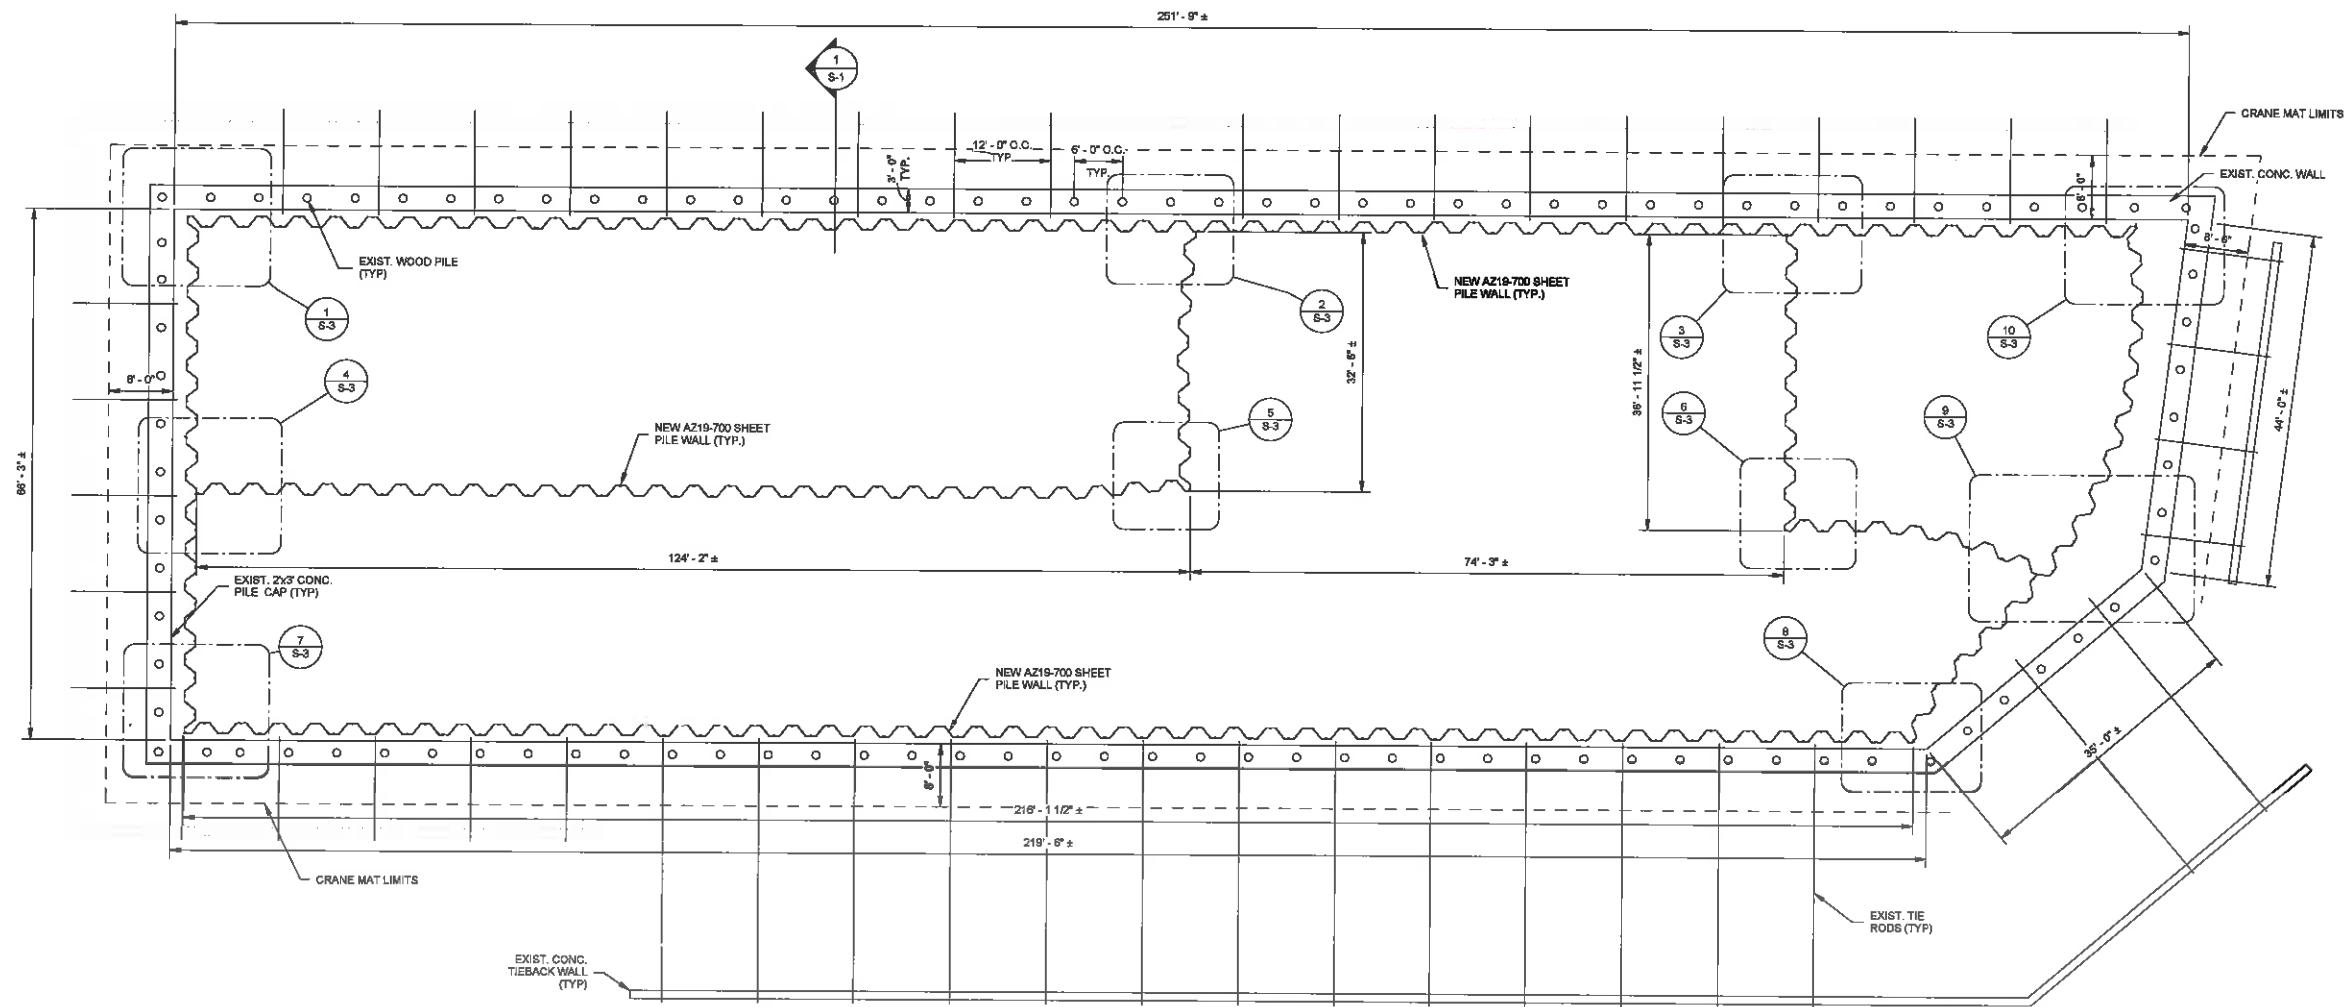 251' - 9" ±
1
S-1
CRANE MAT LIMITS
12' - 0" O.C.
TYP.
6' - 0" O.C.
TYP.
3' - 0"
TYP.
EXIST. CONC. WALL
8' - 0"
8' - 6"
EXIST. WOOD PILE
(TYP)
NEW AZ19-700 SHEET
PILE WALL (TYP.)
1
S-3
2
S-3
3
S-3
10
S-3
4
S-3
8' - 0"
32' - 6" ±
36' - 11 1/2" ±
5
S-3
6
S-3
9
S-3
44' - 0" ±
NEW AZ19-700 SHEET
PILE WALL (TYP.)
66' - 3" ±
124' - 2" ±
74' - 3" ±
EXIST. 2'x3' CONC.
PILE CAP (TYP)
7
S-3
8
S-3
NEW AZ19-700 SHEET
PILE WALL (TYP.)
35' - 0" ±
8' - 0"
216' - 1 1/2" ±
219' - 6" ±
CRANE MAT LIMITS
EXIST. TIE
RODS (TYP)
EXIST. CONC.
TIEBACK WALL
(TYP)